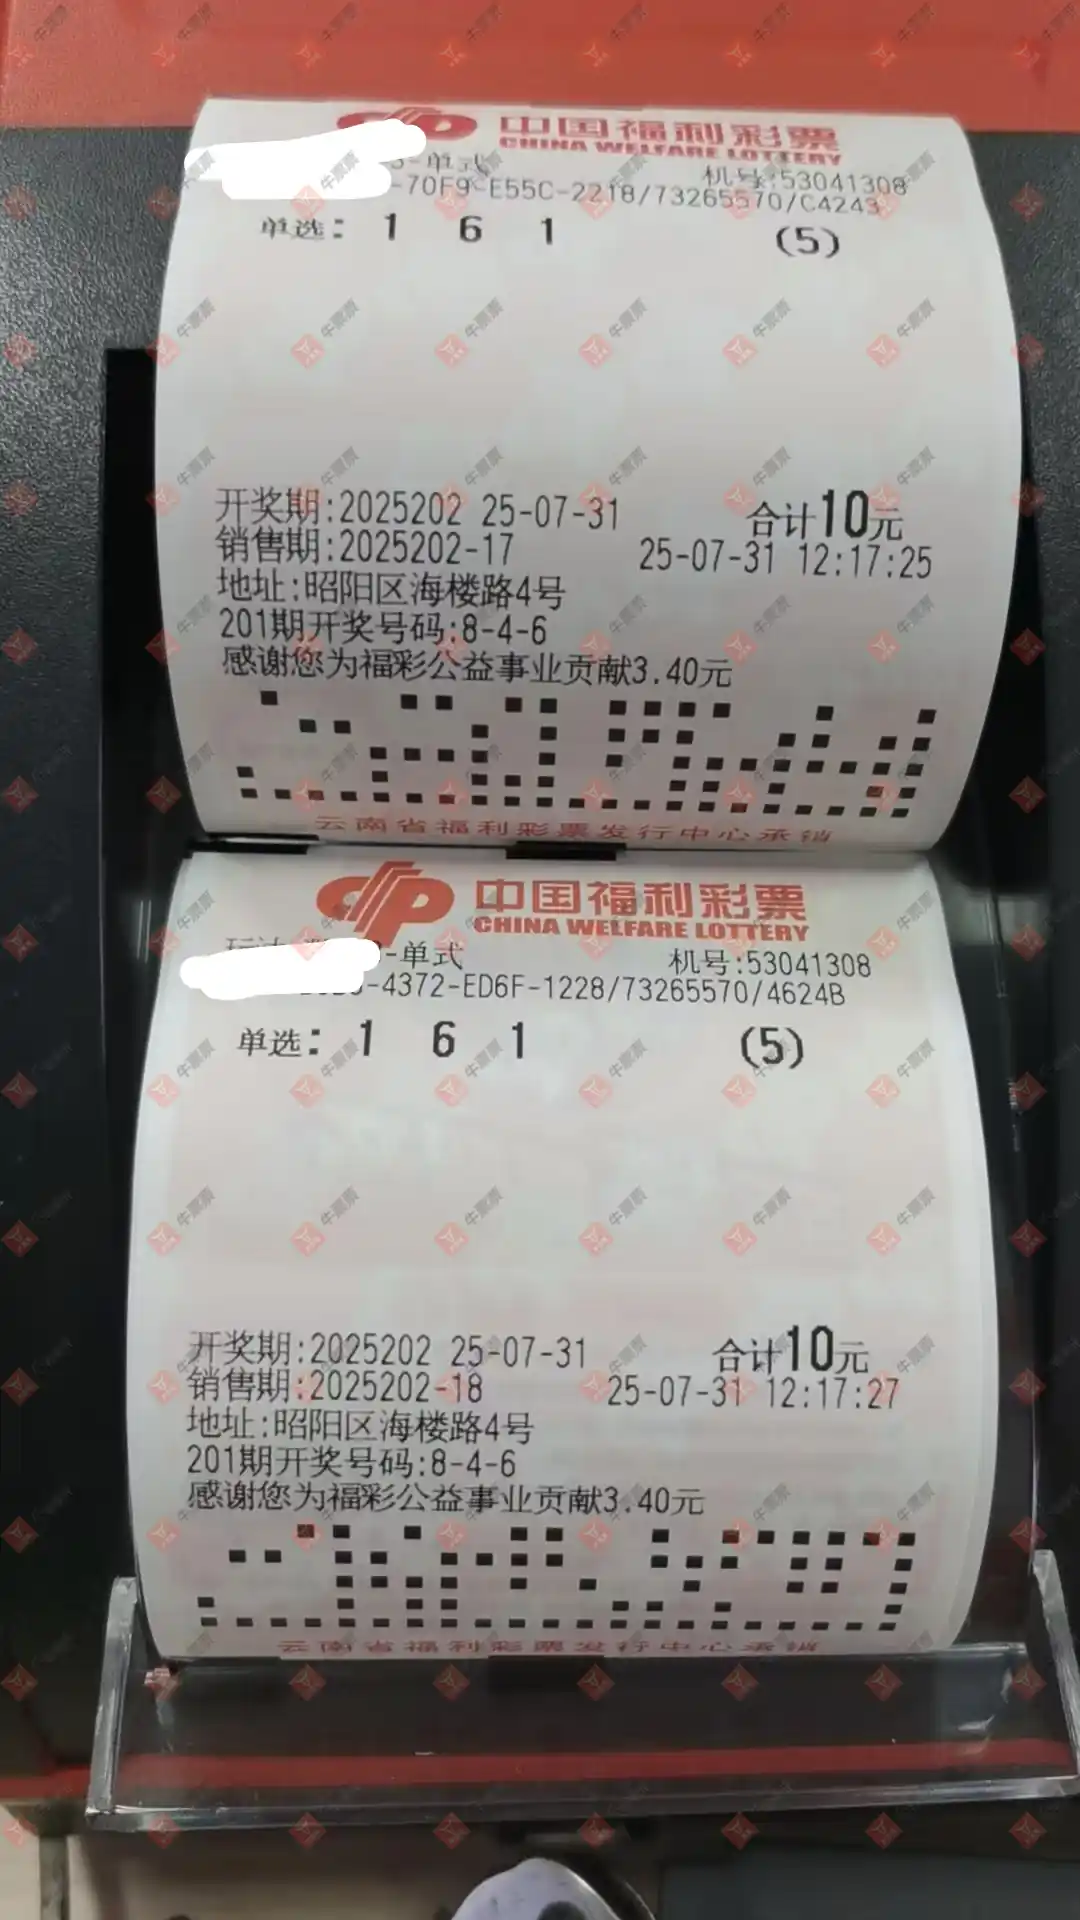 中国福利彩票
CHINA WELFARE LOTTERY
-单式
机号:53041308
-70F9-E55C-2218/73265570/C4243
单选: 1 6 1 (5)
开奖期:2025202 25-07-31 合计10元
销售期:2025202-17 25-07-31 12:17:25
地址:昭阳区海楼路4号
201期开奖号码:8-4-6
感谢您为福彩公益事业贡献3.40元
云南省福利彩票发行中心承销
中国福利彩票
CHINA WELFARE LOTTERY
-单式 机号:53041308
-4372-ED6F-1228/73265570/4624B
单选: 1 6 1 (5)
开奖期:2025202 25-07-31 合计10元
销售期:2025202-18 25-07-31 12:17:27
地址:昭阳区海楼路4号
201期开奖号码:8-4-6
感谢您为福彩公益事业贡献3.40元
云南省福利彩票发行中心承销
牛票票